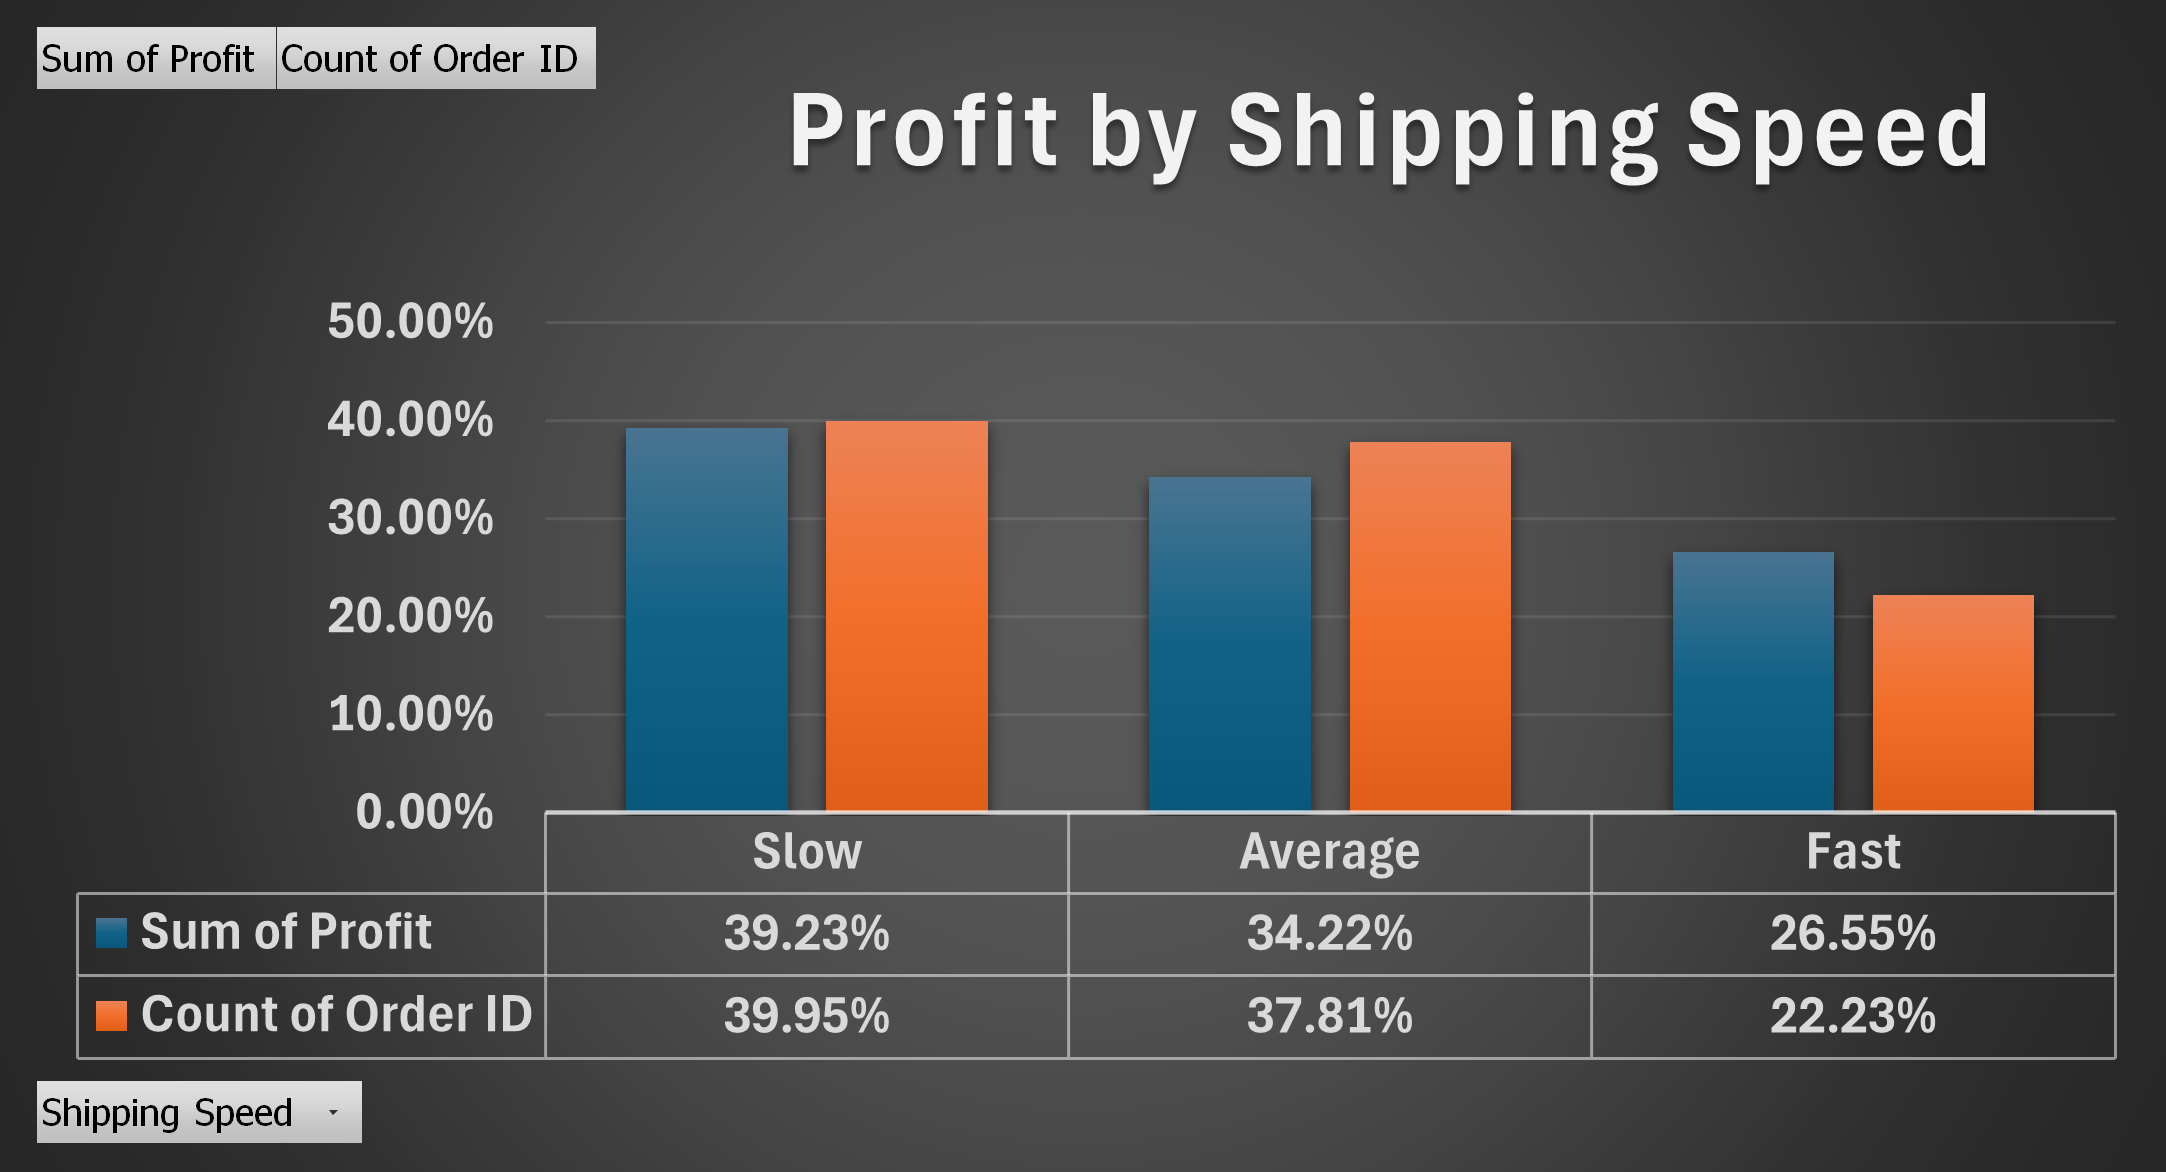 Sum of Profit Count of Order ID
Profit by Shipping Speed
50.00%
40.00%
30.00%
20.00%
10.00%
0.00%
Slow Average Fast
Sum of Profit 39.23% 34.22% 26.55%
Count of Order ID 39.95% 37.81% 22.23%
Shipping Speed